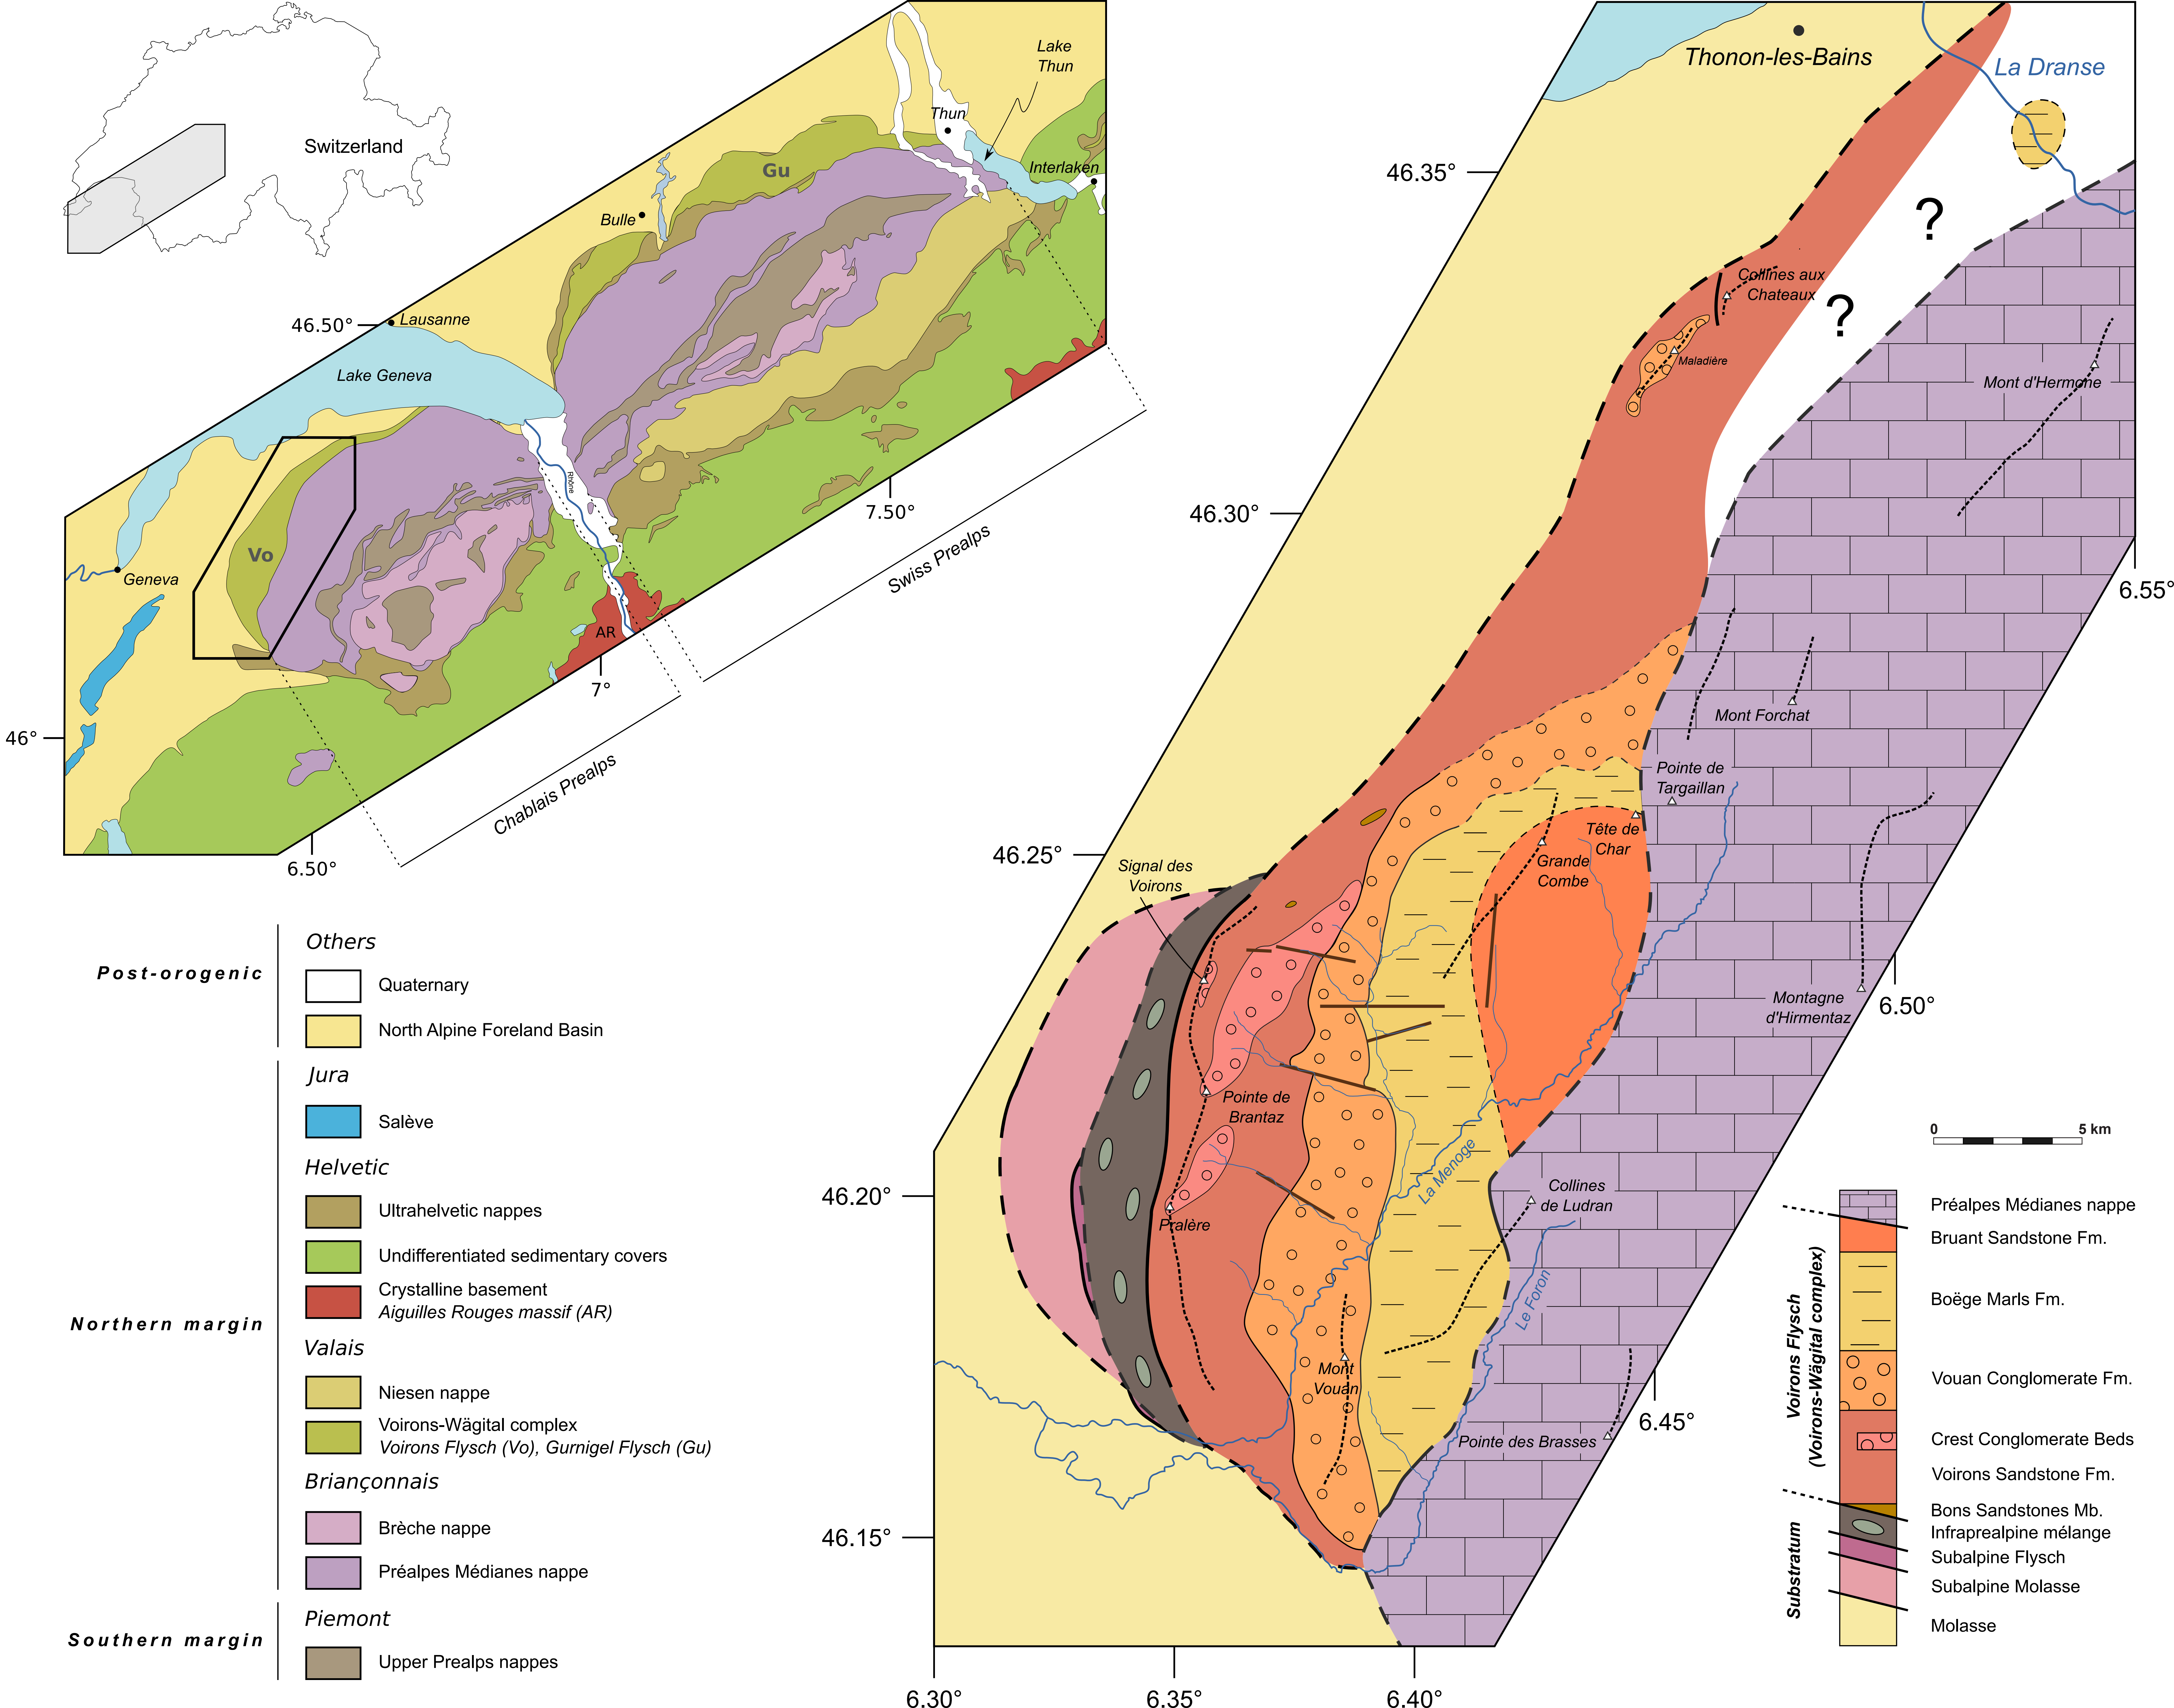 Switzerland
Lake
Thun
Thun
Interlaken
Gu
Bulle
46.50°
Lausanne
Lake Geneva
Rhône
7.50°
Swiss Prealps
Vo
Geneva
AR
7°
46°
Chablais Prealps
6.50°
Post-orogenic
Others
Quaternary
North Alpine Foreland Basin
Northern margin
Jura
Salève
Helvetic
Ultrahelvetic nappes
Undifferentiated sedimentary covers
Crystalline basement
Aiguilles Rouges massif (AR)
Valais
Niesen nappe
Voirons-Wägital complex
Voirons Flysch (Vo), Gurnigel Flysch (Gu)
Briançonnais
Brèche nappe
Préalpes Médianes nappe
Southern margin
Piemont
Upper Prealps nappes
Thonon-les-Bains
La Dranse
46.35°
?
Collines aux
Chateaux
?
Maladière
Mont d'Hermone
46.30°
6.55°
Mont Forchat
Pointe de
Targaillan
Tête de
Char
46.25°
Signal des
Voirons
Grande
Combe
Montagne
d'Hirmentaz
6.50°
Pointe de
Brantaz
La Menoge
46.20°
Collines
de Ludran
Pralère
Le Foron
Mont
Vouan
6.45°
Pointe des Brasses
46.15°
6.30°
6.35°
6.40°
0
5 km
Voirons Flysch
(Voirons-Wägital complex)
Préalpes Médianes nappe
Bruant Sandstone Fm.
Boëge Marls Fm.
Vouan Conglomerate Fm.
Crest Conglomerate Beds
Voirons Sandstone Fm.
Substratum
Bons Sandstones Mb.
Infraprealpine mélange
Subalpine Flysch
Subalpine Molasse
Molasse